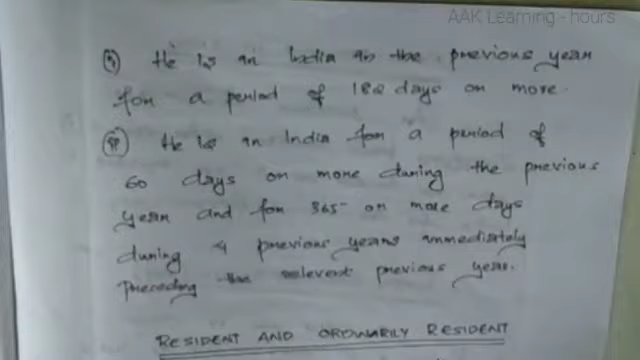 AAK Learning - hours
(i) He is in India in the previous year
for a period of 182 days or more.
(ii) He is in India for a period of
60 days or more during the previous
year and for 365 or more days
during 4 previous years immediately
Preceding the relevent previous year.
RESIDENT AND ORDINARILY RESIDENT